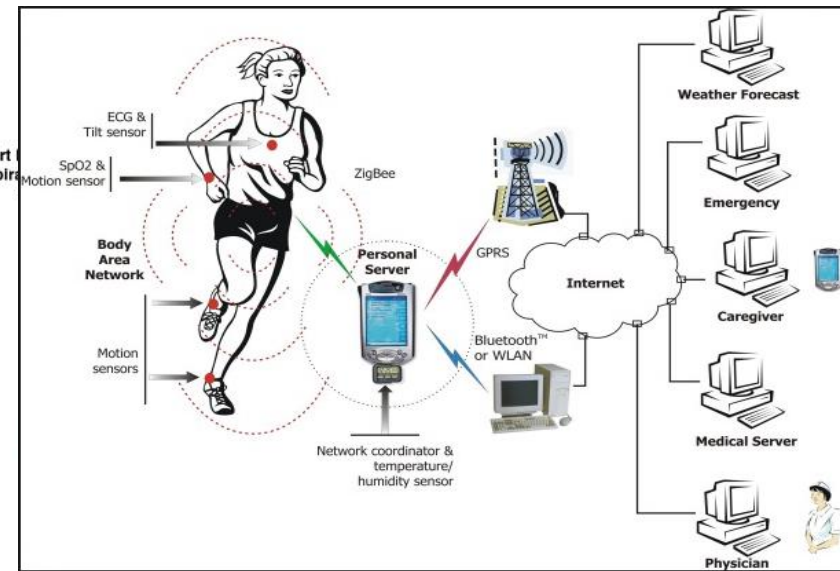 ECG &
Tilt sensor
SpO2 &
Motion sensor
Body
Area
Network
Motion
sensors
ZigBee
Personal
Server
Network coordinator &
temperature/
humidity sensor
GPRS
Bluetooth™
or WLAN
Internet
Weather Forecast
Emergency
Caregiver
Medical Server
Physician